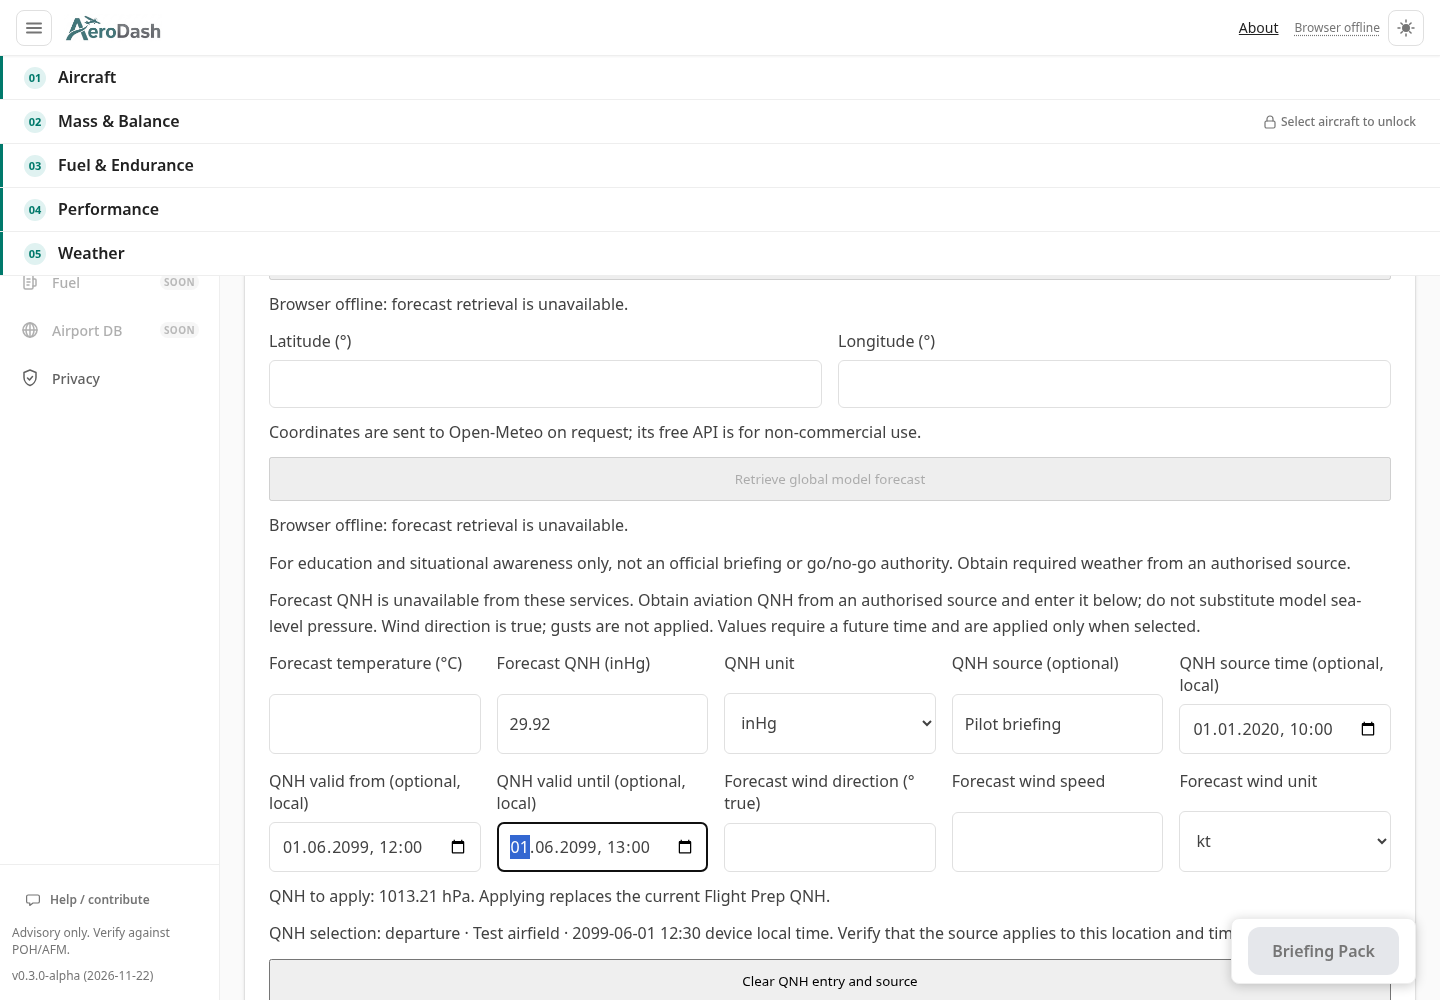 AeroDash
About
Browser offline
01 Aircraft
02 Mass & Balance
Select aircraft to unlock
03 Fuel & Endurance
04 Performance
05 Weather
Fuel SOON
Airport DB SOON
Privacy
Browser offline: forecast retrieval is unavailable.
Latitude (°) Longitude (°)
Coordinates are sent to Open-Meteo on request; its free API is for non-commercial use.
Retrieve global model forecast
Browser offline: forecast retrieval is unavailable.
For education and situational awareness only, not an official briefing or go/no-go authority. Obtain required weather from an authorised source.
Forecast QNH is unavailable from these services. Obtain aviation QNH from an authorised source and enter it below; do not substitute model sea-
level pressure. Wind direction is true; gusts are not applied. Values require a future time and are applied only when selected.
Forecast temperature (°C)
Forecast QNH (inHg)
29.92
QNH unit
inHg
QNH source (optional)
Pilot briefing
QNH source time (optional,
local)
01.01.2020, 10:00
QNH valid from (optional,
local)
01.06.2099, 12:00
QNH valid until (optional,
local)
01.06.2099, 13:00
Forecast wind direction (°
true)
Forecast wind speed
Forecast wind unit
kt
QNH to apply: 1013.21 hPa. Applying replaces the current Flight Prep QNH.
QNH selection: departure · Test airfield · 2099-06-01 12:30 device local time. Verify that the source applies to this location and tim
Clear QNH entry and source
Briefing Pack
Help / contribute
Advisory only. Verify against
POH/AFM.
v0.3.0-alpha (2026-11-22)